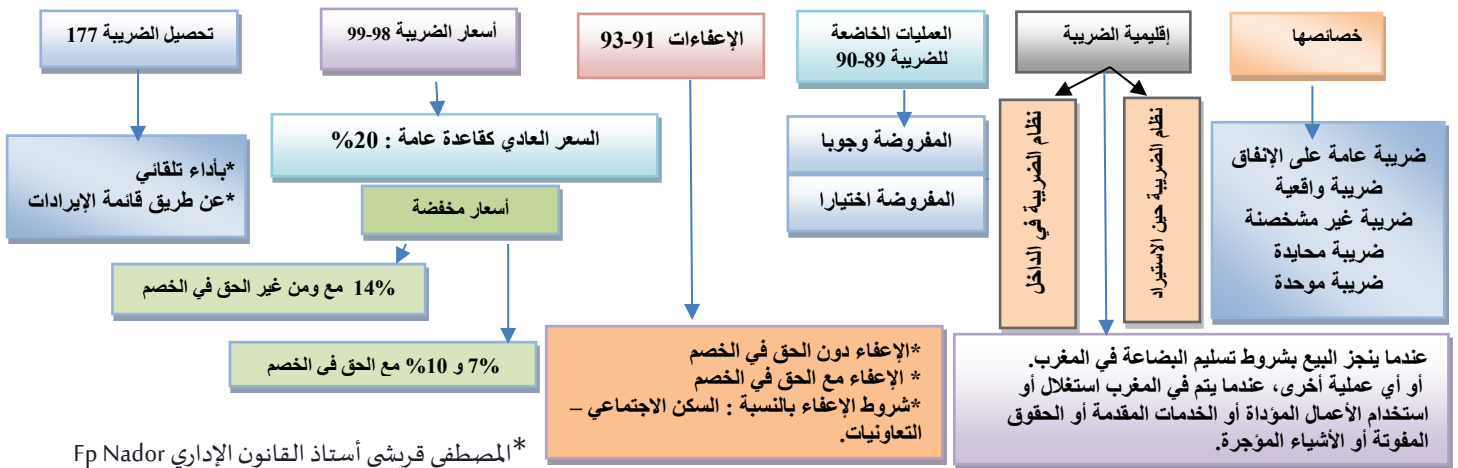 خصائصها
ضريبة عامة على الإنفاق
ضريبة واقعية
ضريبة غير مشخصنة
ضريبة محايدة
ضريبة موحدة
إقليمية الضريبة
نظام الضريبة حين الاستيراد
نظام الضريبة في الداخل
عندما ينجز البيع بشروط تسليم البضاعة في المغرب.
أو أي عملية أخرى، عندما يتم في المغرب استغلال أو
استخدام الأعمال المؤداة أو الخدمات المقدمة أو الحقوق
المفوتة أو الأشياء المؤجرة.
العمليات الخاضعة
للضريبة 89-90
المفروضة وجوبا
المفروضة اختيارا
الإعفاءات 91-93
*الإعفاء دون الحق في الخصم
* الإعفاء مع الحق في الخصم
*شروط الإعفاء بالنسبة : السكن الاجتماعي –
التعاونيات.
أسعار الضريبة 98-99
السعر العادي كقاعدة عامة : 20%
أسعار مخفضة
14% مع ومن غير الحق في الخصم
7% و 10% مع الحق في الخصم
تحصيل الضريبة 177
*بأداء تلقائي
*عن طريق قائمة الإيرادات
*المصطفى قريشي أستاذ القانون الإداري Fp Nador